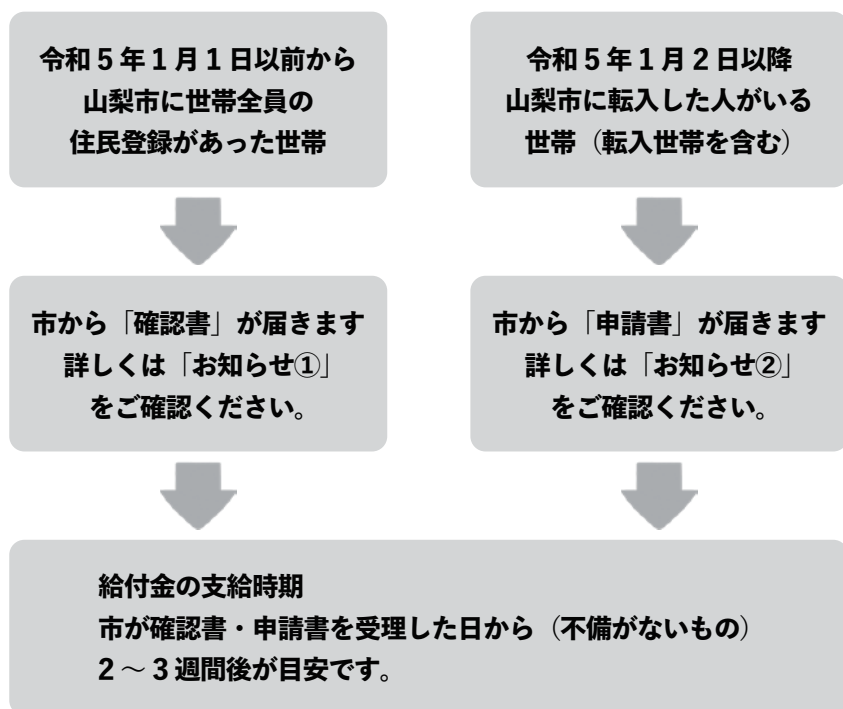 令和５年１月１日以前から
山梨市に世帯全員の
住民登録があった世帯
令和５年１月２日以降
山梨市に転入した人がいる
世帯（転入世帯を含む）
市から「確認書」が届きます
詳しくは「お知らせ①」
をご確認ください。
市から「申請書」が届きます
詳しくは「お知らせ②」
をご確認ください。
給付金の支給時期
市が確認書・申請書を受理した日から（不備がないもの）
２～３週間後が目安です。